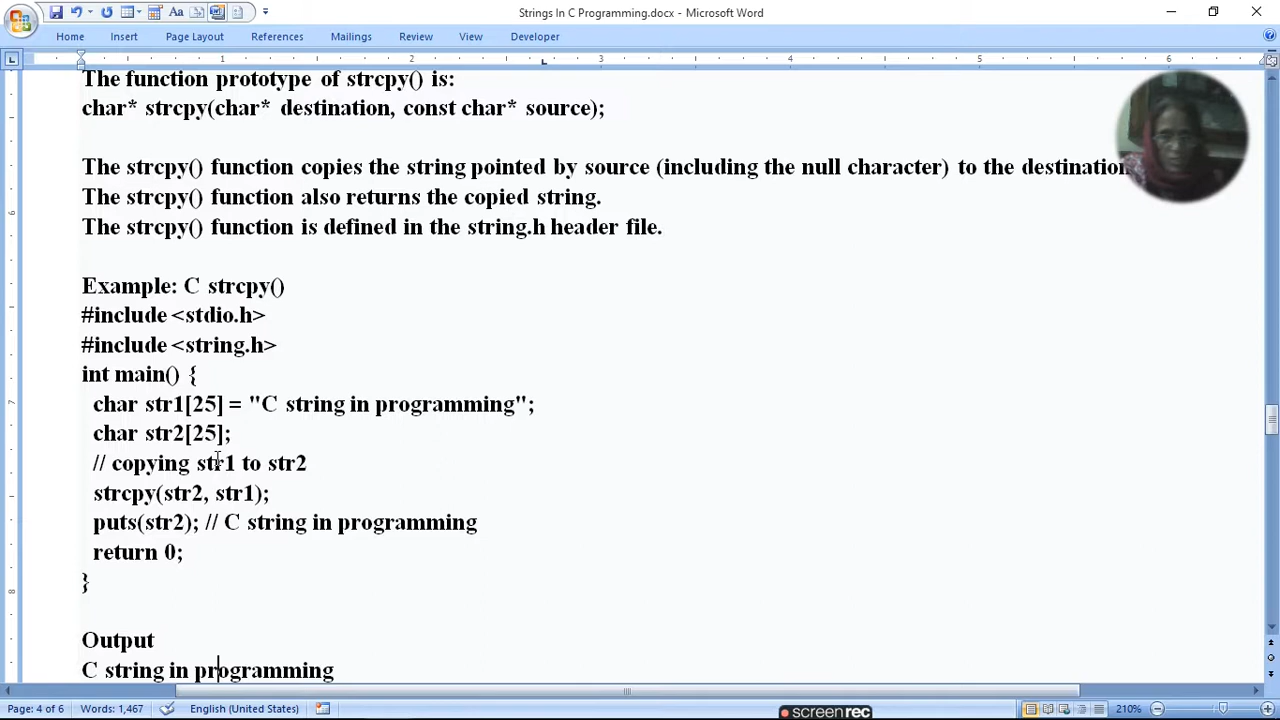 Strings In C Programming.docx - Microsoft Word
Home Insert Page Layout References Mailings Review View Developer
1 3 4 5 6
The function prototype of strcpy() is:
char* strcpy(char* destination, const char* source);
The strcpy() function copies the string pointed by source (including the null character) to the destination
The strcpy() function also returns the copied string.
The strcpy() function is defined in the string.h header file.
Example: C strcpy()
#include <stdio.h>
#include <string.h>
int main() {
char str1[25] = "C string in programming";
char str2[25];
// copying str1 to str2
strcpy(str2, str1);
puts(str2); // C string in programming
return 0;
}
Output
C string in programming
Page: 4 of 6 Words: 1,467 English (United States) screenrec 210%